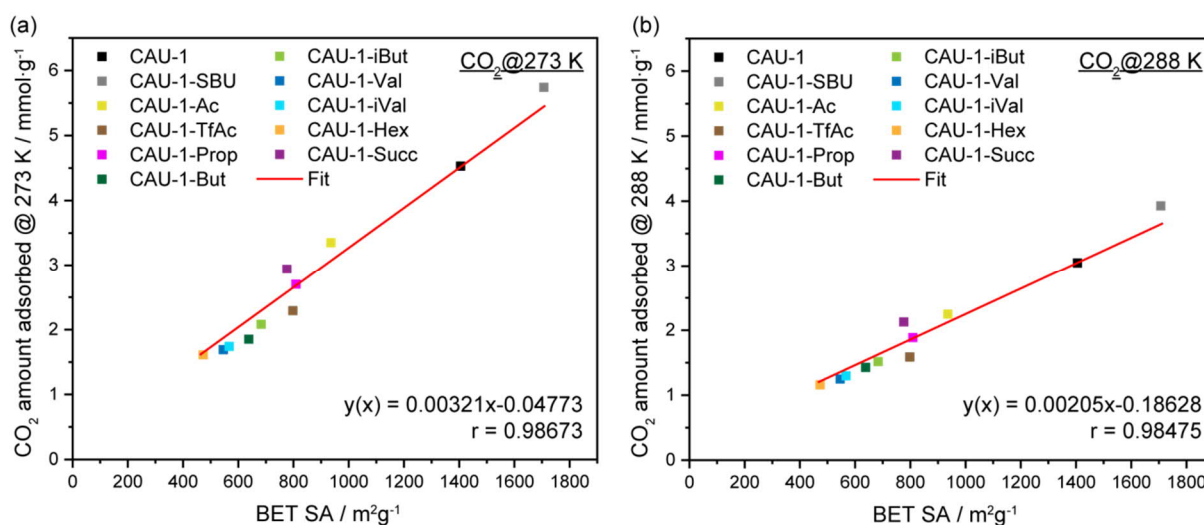 (a)
CO₂@273 K
CAU-1
CAU-1-SBU
CAU-1-Ac
CAU-1-TfAc
CAU-1-Prop
CAU-1-But
CAU-1-iBut
CAU-1-Val
CAU-1-iVal
CAU-1-Hex
CAU-1-Succ
Fit
CO₂ amount adsorbed @ 273 K / mmol·g⁻¹
6
5
4
3
2
1
0
y(x) = 0.00321x-0.04773
r = 0.98673
0 200 400 600 800 1000 1200 1400 1600 1800
BET SA / m²g⁻¹
(b)
CO₂@288 K
CAU-1
CAU-1-SBU
CAU-1-Ac
CAU-1-TfAc
CAU-1-Prop
CAU-1-But
CAU-1-iBut
CAU-1-Val
CAU-1-iVal
CAU-1-Hex
CAU-1-Succ
Fit
CO₂ amount adsorbed @ 288 K / mmol·g⁻¹
6
5
4
3
2
1
0
y(x) = 0.00205x-0.18628
r = 0.98475
0 200 400 600 800 1000 1200 1400 1600 1800
BET SA / m²g⁻¹